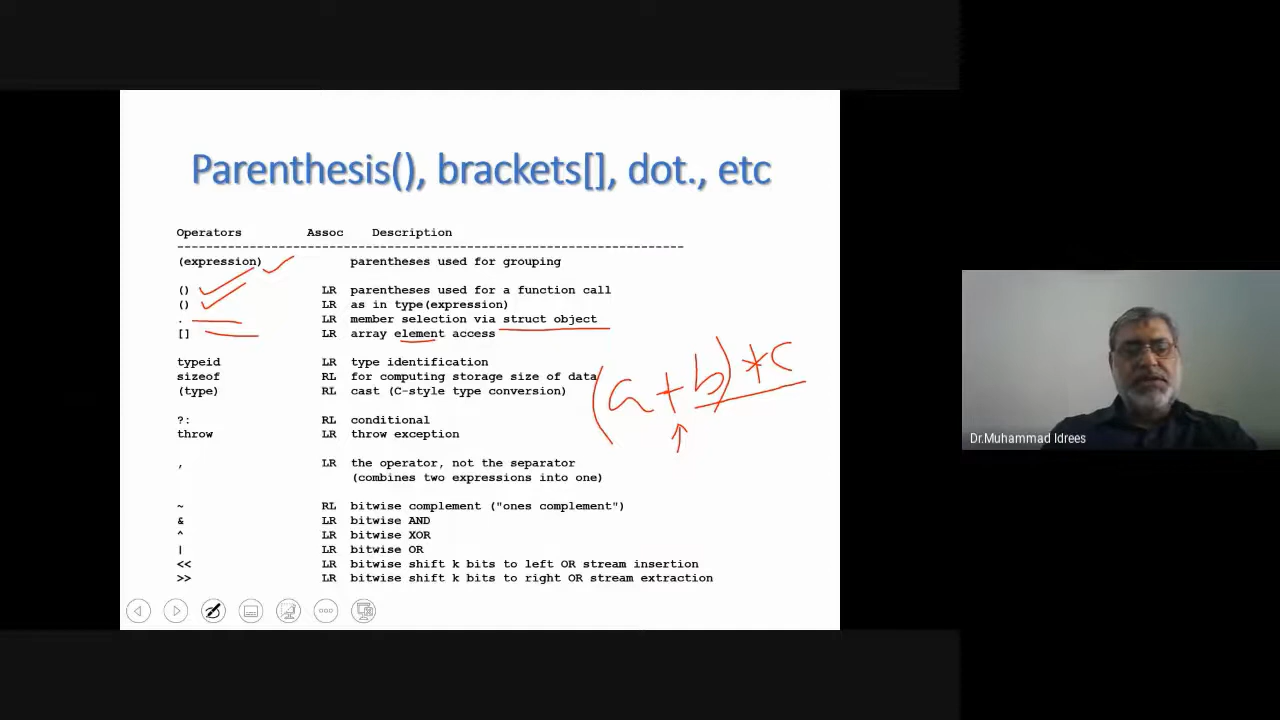 Parenthesis(), brackets[], dot., etc
Operators Assoc Description
-----------------------------------------------------------------------
(expression) parentheses used for grouping
() LR parentheses used for a function call
() LR as in type(expression)
. LR member selection via struct object
[] LR array element access
typeid LR type identification
sizeof RL for computing storage size of data
(type) RL cast (C-style type conversion)
(a+b)*c
?: RL conditional
throw LR throw exception
, LR the operator, not the separator
(combines two expressions into one)
~ RL bitwise complement ("ones complement")
& LR bitwise AND
^ LR bitwise XOR
| LR bitwise OR
<< LR bitwise shift k bits to left OR stream insertion
>> LR bitwise shift k bits to right OR stream extraction
Dr.Muhammad Idrees